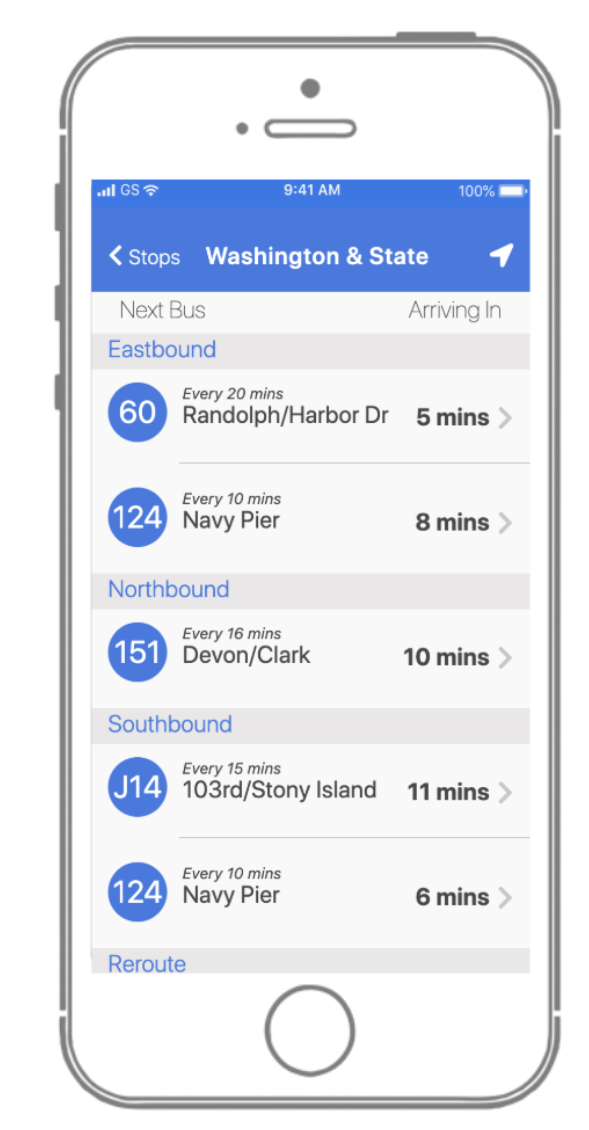 GS 9:41 AM 100%
Stops Washington & State
Next Bus Arriving In
Eastbound
Every 20 mins
60 Randolph/Harbor Dr 5 mins
Every 10 mins
124 Navy Pier 8 mins
Northbound
Every 16 mins
151 Devon/Clark 10 mins
Southbound
Every 15 mins
J14 103rd/Stony Island 11 mins
Every 10 mins
124 Navy Pier 6 mins
Reroute